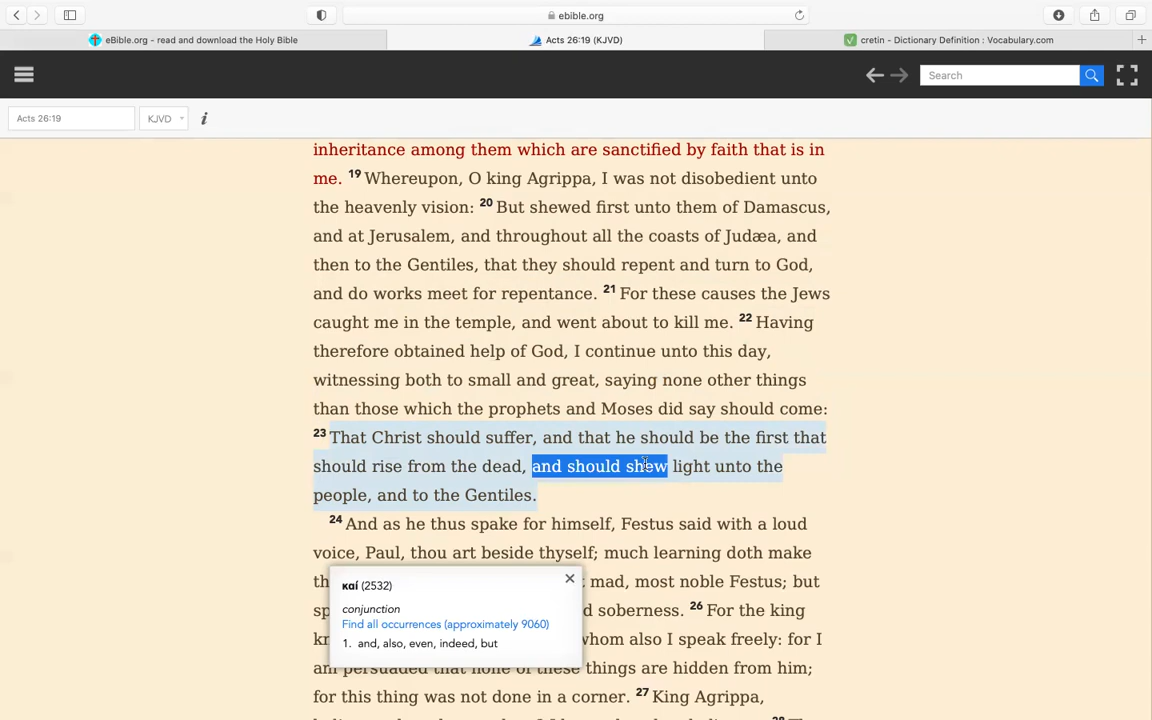 ebible.org
eBible.org - read and download the Holy Bible
Acts 26:19 (KJVD)
cretin - Dictionary Definition : Vocabulary.com
Search
Acts 26:19
KJVD
i
inheritance among them which are sanctified by faith that is in
me. 19 Whereupon, O king Agrippa, I was not disobedient unto
the heavenly vision: 20 But shewed first unto them of Damascus,
and at Jerusalem, and throughout all the coasts of Judæa, and
then to the Gentiles, that they should repent and turn to God,
and do works meet for repentance. 21 For these causes the Jews
caught me in the temple, and went about to kill me. 22 Having
therefore obtained help of God, I continue unto this day,
witnessing both to small and great, saying none other things
than those which the prophets and Moses did say should come:
23 That Christ should suffer, and that he should be the first that
should rise from the dead, and should shew light unto the
people, and to the Gentiles.
24 And as he thus spake for himself, Festus said with a loud
voice, Paul, thou art beside thyself; much learning doth make
mad, most noble Festus; but
soberness. 26 For the king
whom also I speak freely: for I
am persuaded that none of these things are hidden from him;
for this thing was not done in a corner. 27 King Agrippa,
καί (2532)
conjunction
Find all occurrences (approximately 9060)
1. and, also, even, indeed, but